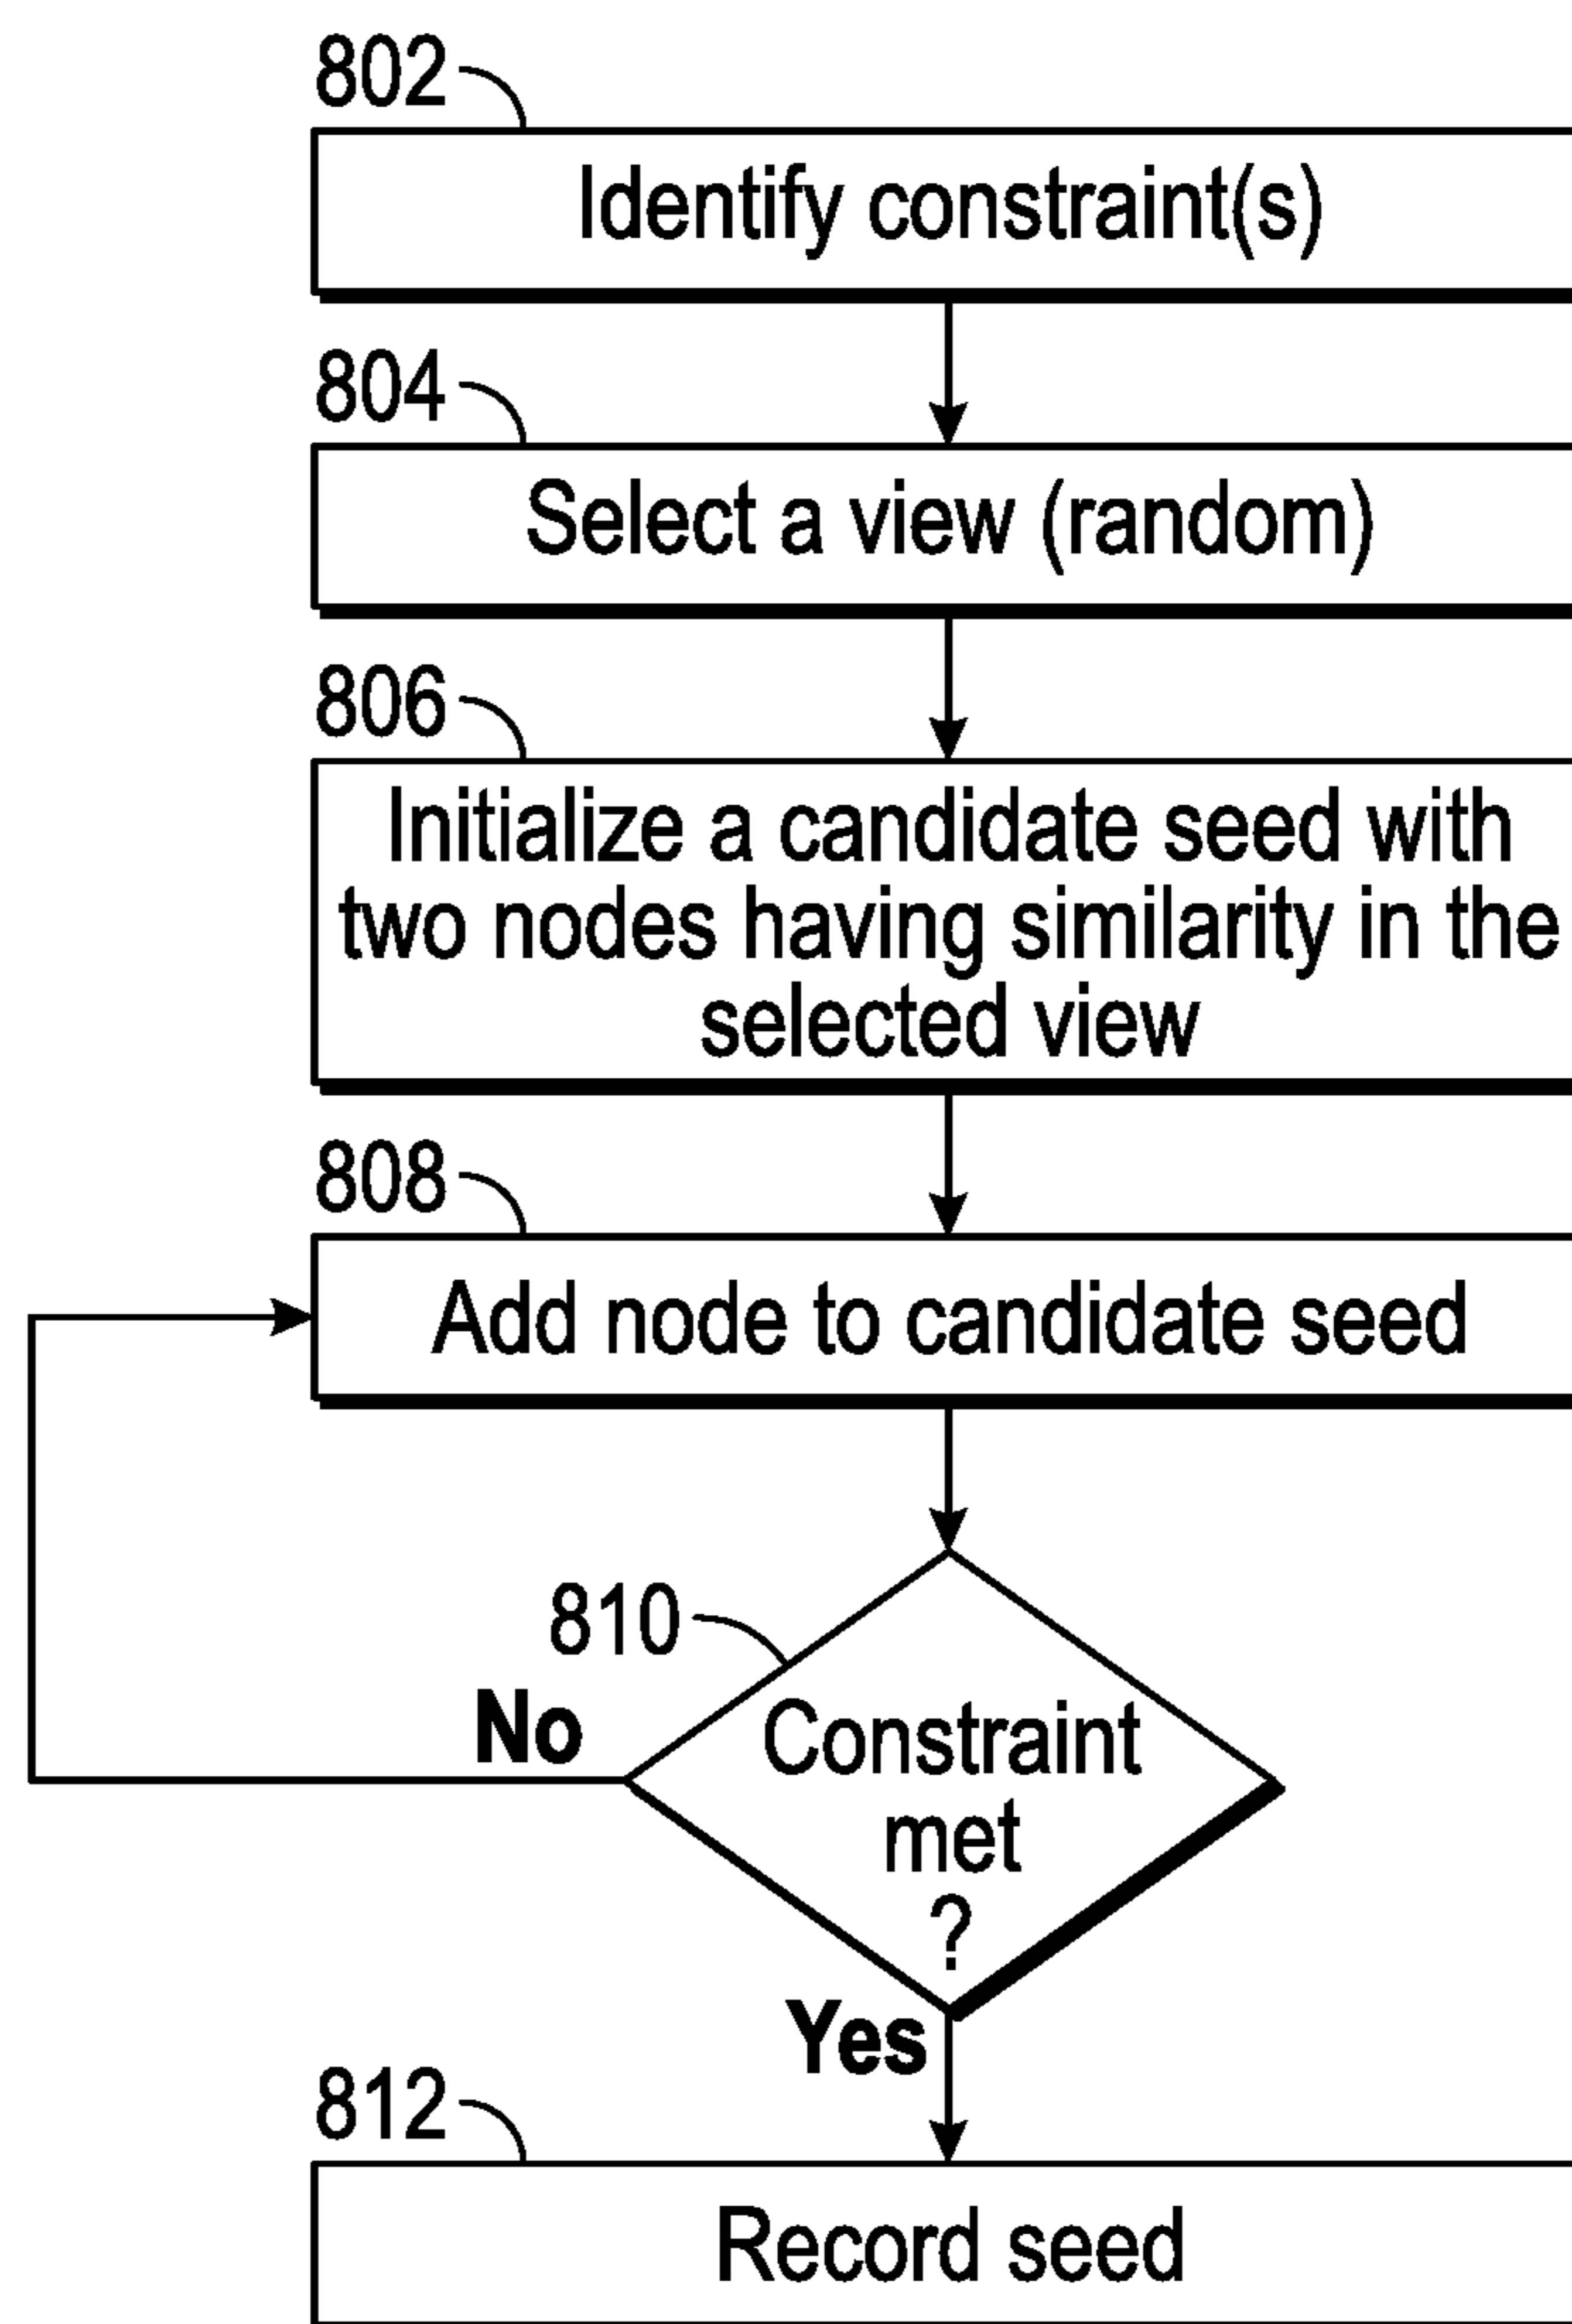 802
Identify constraint(s)
804
Select a view (random)
806
Initialize a candidate seed with
two nodes having similarity in the
selected view
808
Add node to candidate seed
810
No
Constraint
met
?
Yes
812
Record seed